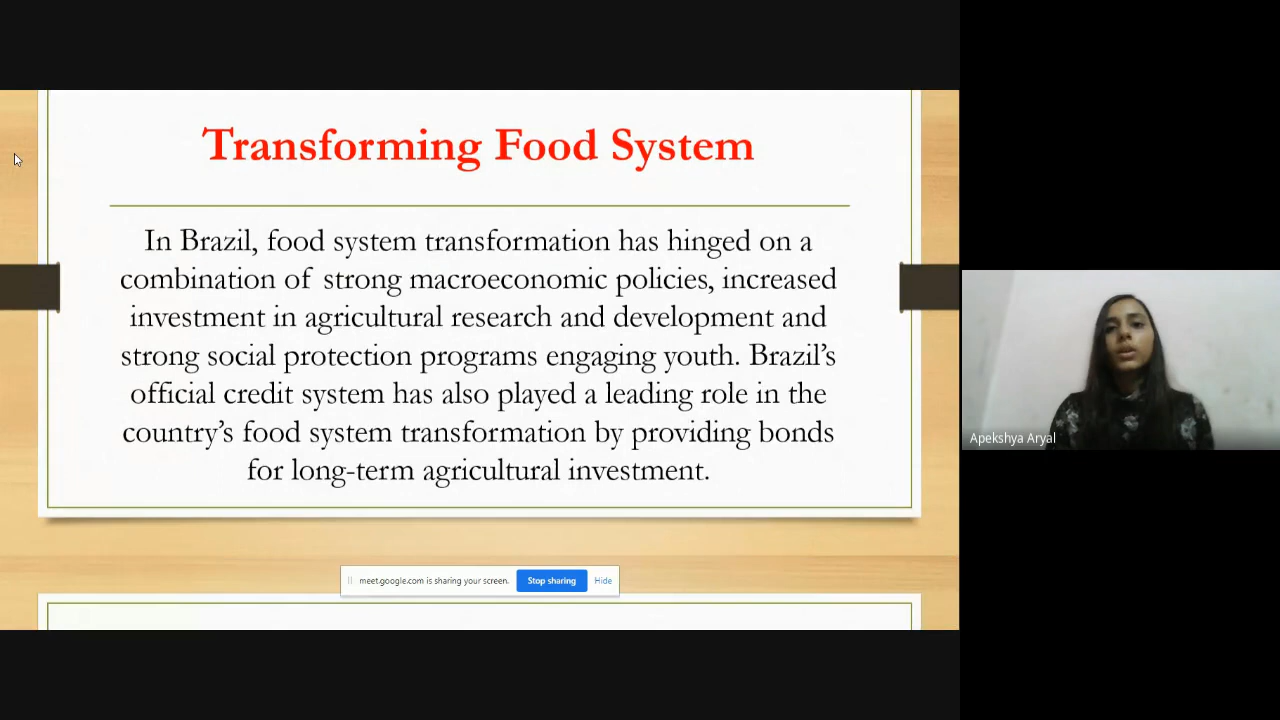 Transforming Food System
In Brazil, food system transformation has hinged on a
combination of strong macroeconomic policies, increased
investment in agricultural research and development and
strong social protection programs engaging youth. Brazil’s
official credit system has also played a leading role in the
country’s food system transformation by providing bonds
for long-term agricultural investment.
Apekshya Aryal
meet.google.com is sharing your screen. Stop sharing Hide